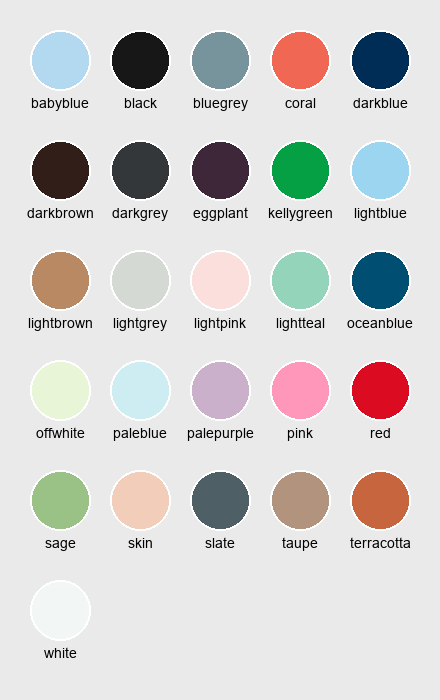 babyblue black bluegrey coral darkblue
darkbrown darkgrey eggplant kellygreen lightblue
lightbrown lightgrey lightpink lightteal oceanblue
offwhite paleblue palepurple pink red
sage skin slate taupe terracotta
white